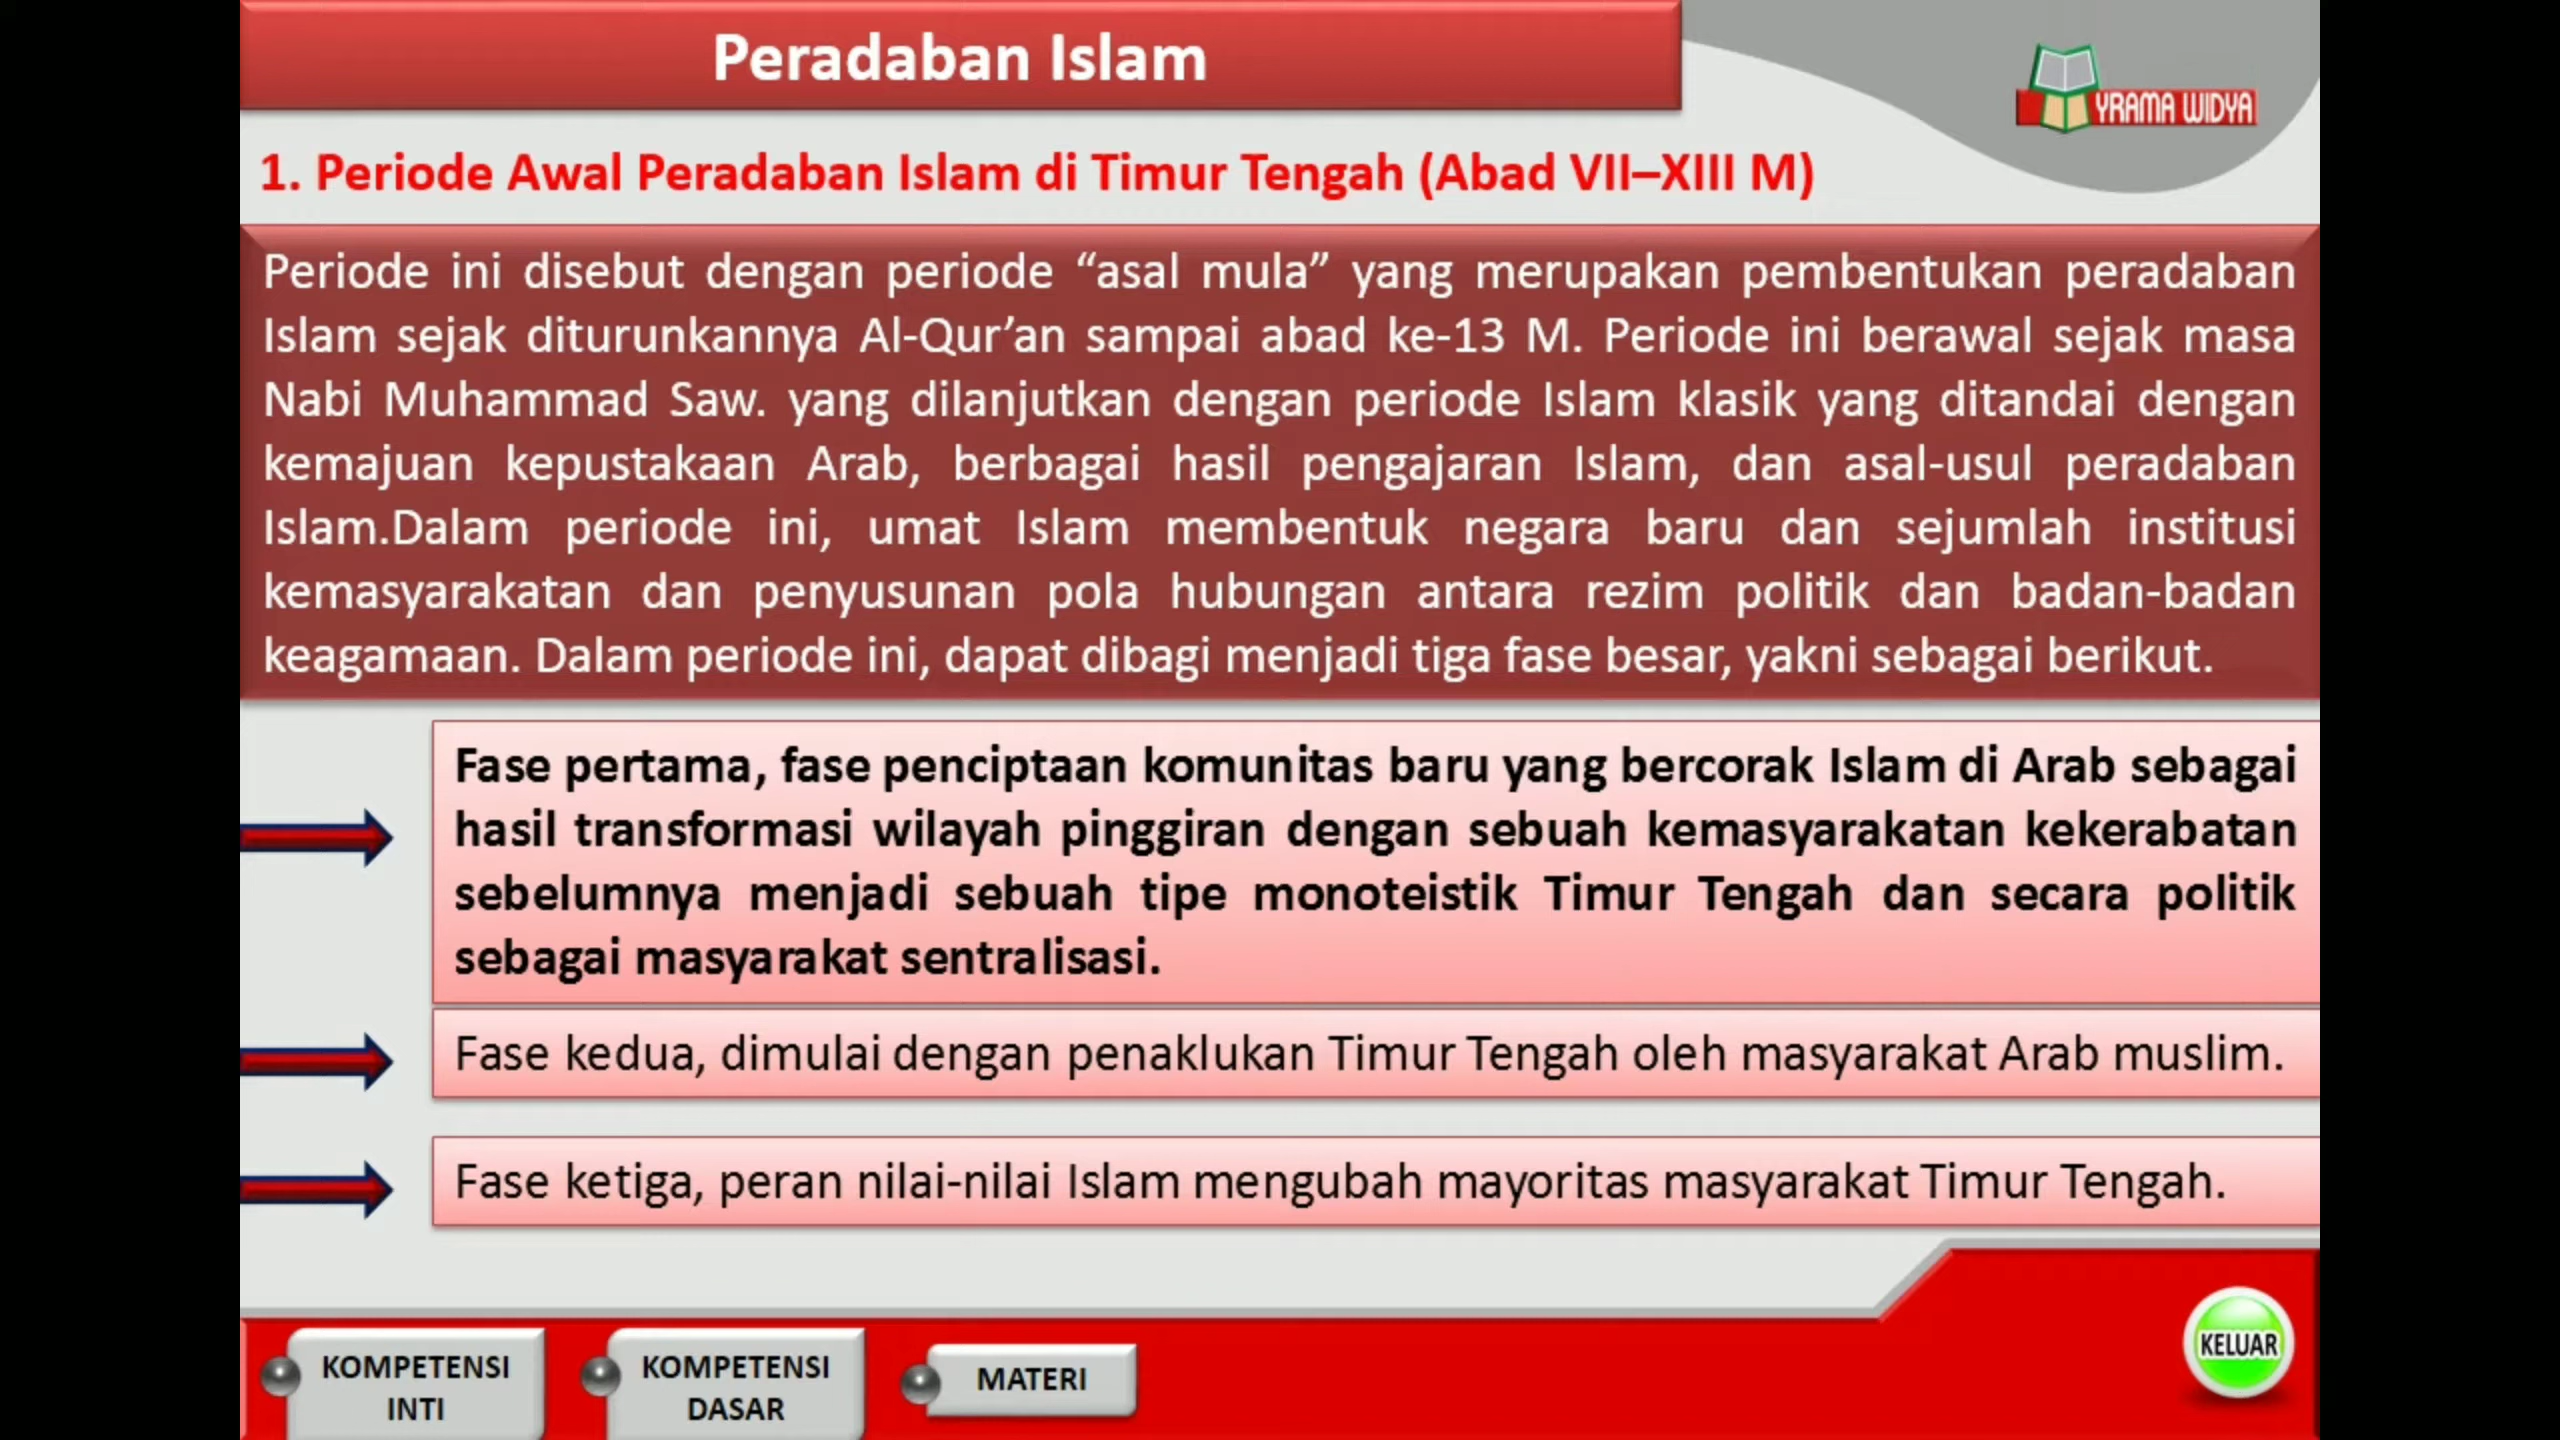 Peradaban Islam
YRAMA WIDYA
1. Periode Awal Peradaban Islam di Timur Tengah (Abad VII–XIII M)
Periode ini disebut dengan periode “asal mula” yang merupakan pembentukan peradaban
Islam sejak diturunkannya Al-Qur’an sampai abad ke-13 M. Periode ini berawal sejak masa
Nabi Muhammad Saw. yang dilanjutkan dengan periode Islam klasik yang ditandai dengan
kemajuan kepustakaan Arab, berbagai hasil pengajaran Islam, dan asal-usul peradaban
Islam.Dalam periode ini, umat Islam membentuk negara baru dan sejumlah institusi
kemasyarakatan dan penyusunan pola hubungan antara rezim politik dan badan-badan
keagamaan. Dalam periode ini, dapat dibagi menjadi tiga fase besar, yakni sebagai berikut.
Fase pertama, fase penciptaan komunitas baru yang bercorak Islam di Arab sebagai
hasil transformasi wilayah pinggiran dengan sebuah kemasyarakatan kekerabatan
sebelumnya menjadi sebuah tipe monoteistik Timur Tengah dan secara politik
sebagai masyarakat sentralisasi.
Fase kedua, dimulai dengan penaklukan Timur Tengah oleh masyarakat Arab muslim.
Fase ketiga, peran nilai-nilai Islam mengubah mayoritas masyarakat Timur Tengah.
KOMPETENSI
INTI
KOMPETENSI
DASAR
MATERI
KELUAR